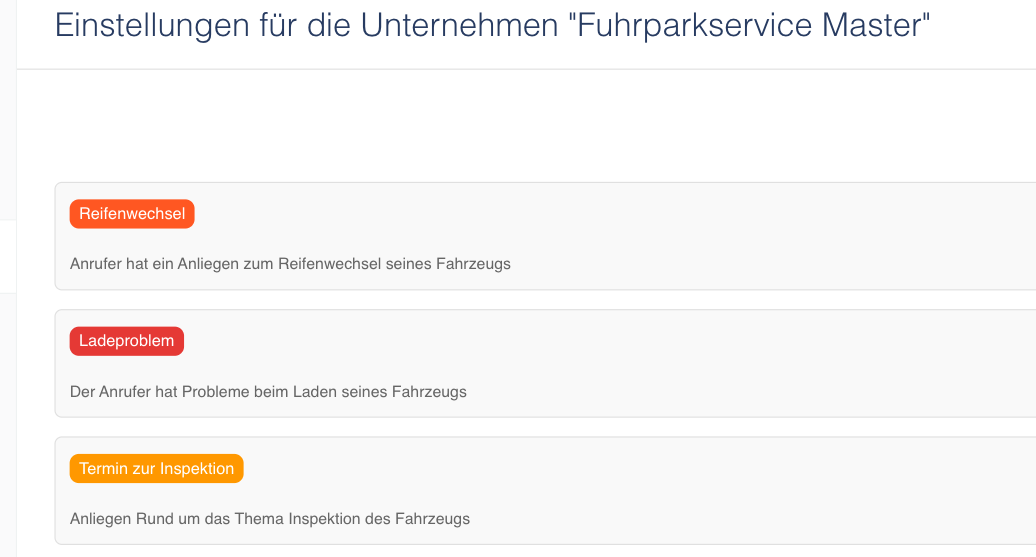 Einstellungen für die Unternehmen "Fuhrparkservice Master"
Reifenwechsel
Anrufer hat ein Anliegen zum Reifenwechsel seines Fahrzeugs
Ladeproblem
Der Anrufer hat Probleme beim Laden seines Fahrzeugs
Termin zur Inspektion
Anliegen Rund um das Thema Inspektion des Fahrzeugs